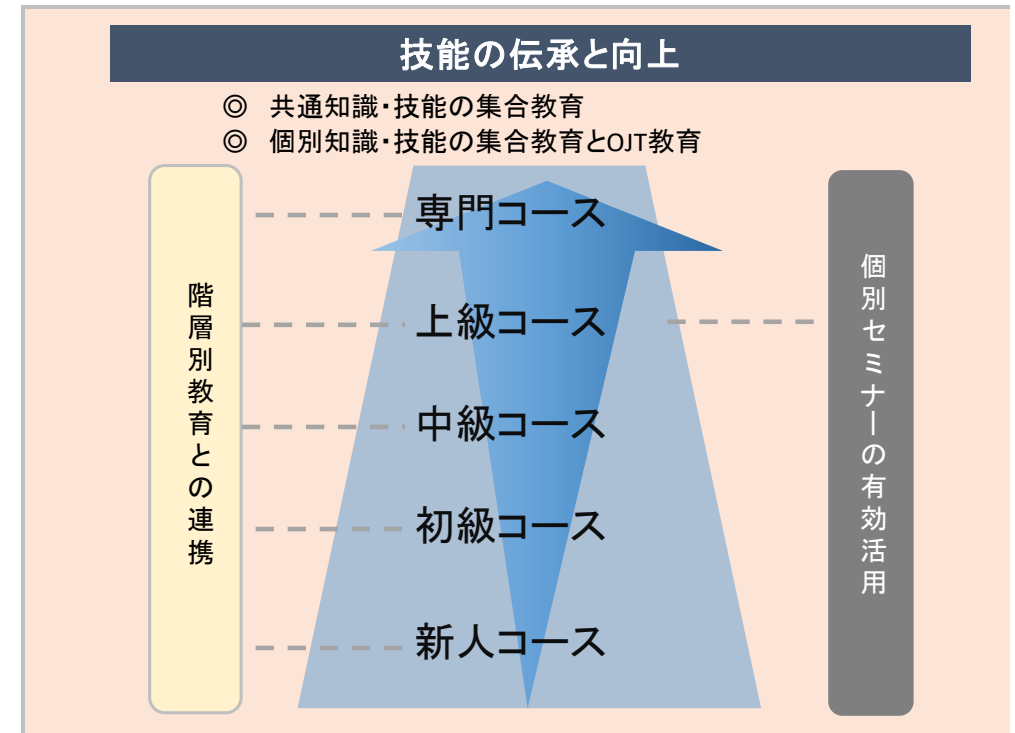 技能の伝承と向上
◎ 共通知識・技能の集合教育
◎ 個別知識・技能の集合教育とOJT教育
階層別教育との連携
専門コース
上級コース
中級コース
初級コース
新人コース
個別セミナーの有効活用